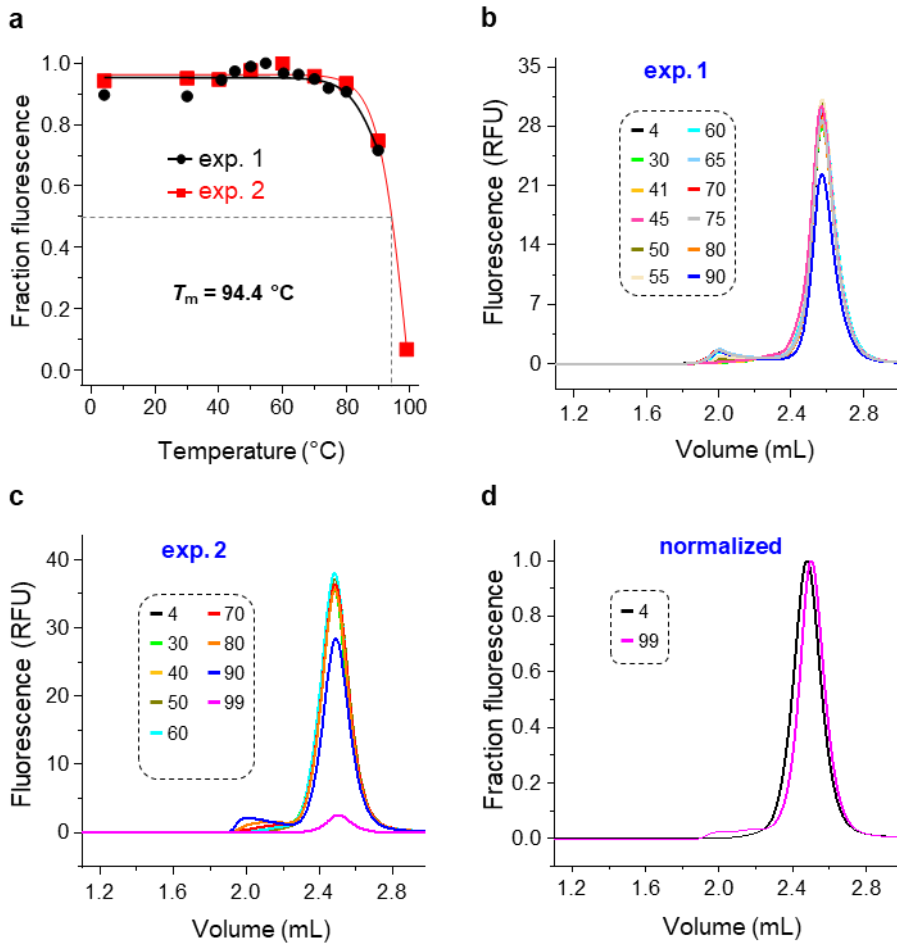 a
Fraction fluorescence
1.0
0.8
0.6
0.4
0.2
0.0
exp. 1
exp. 2
Tm = 94.4 °C
0 20 40 60 80 100
Temperature (°C)
b
exp. 1
Fluorescence (RFU)
35
28
21
14
7
0
4 60
30 65
41 70
45 75
50 80
55 90
1.2 1.6 2.0 2.4 2.8
Volume (mL)
c
exp. 2
Fluorescence (RFU)
40
30
20
10
0
4 70
30 80
40 90
50 99
60
1.2 1.6 2.0 2.4 2.8
Volume (mL)
d
normalized
Fraction fluorescence
1.0
0.8
0.6
0.4
0.2
0.0
4
99
1.2 1.6 2.0 2.4 2.8
Volume (mL)